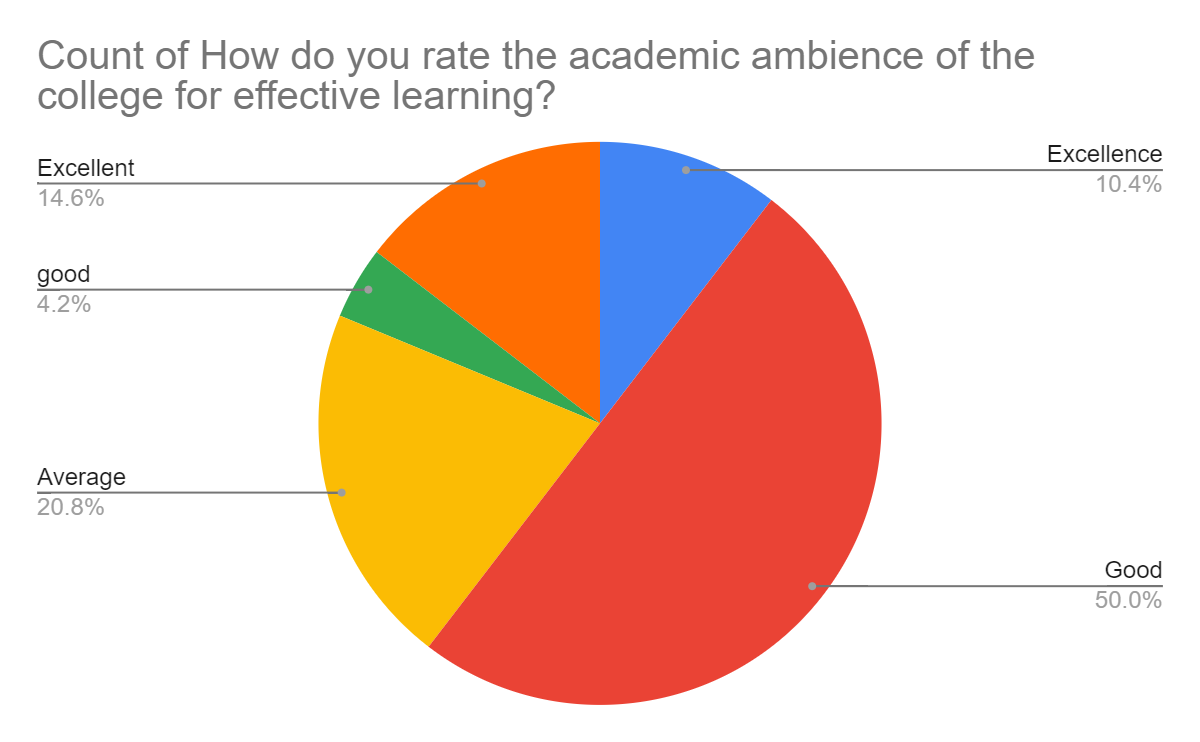 Count of How do you rate the academic ambience of the
college for effective learning?
Excellent
14.6%
good
4.2%
Average
20.8%
Excellence
10.4%
Good
50.0%